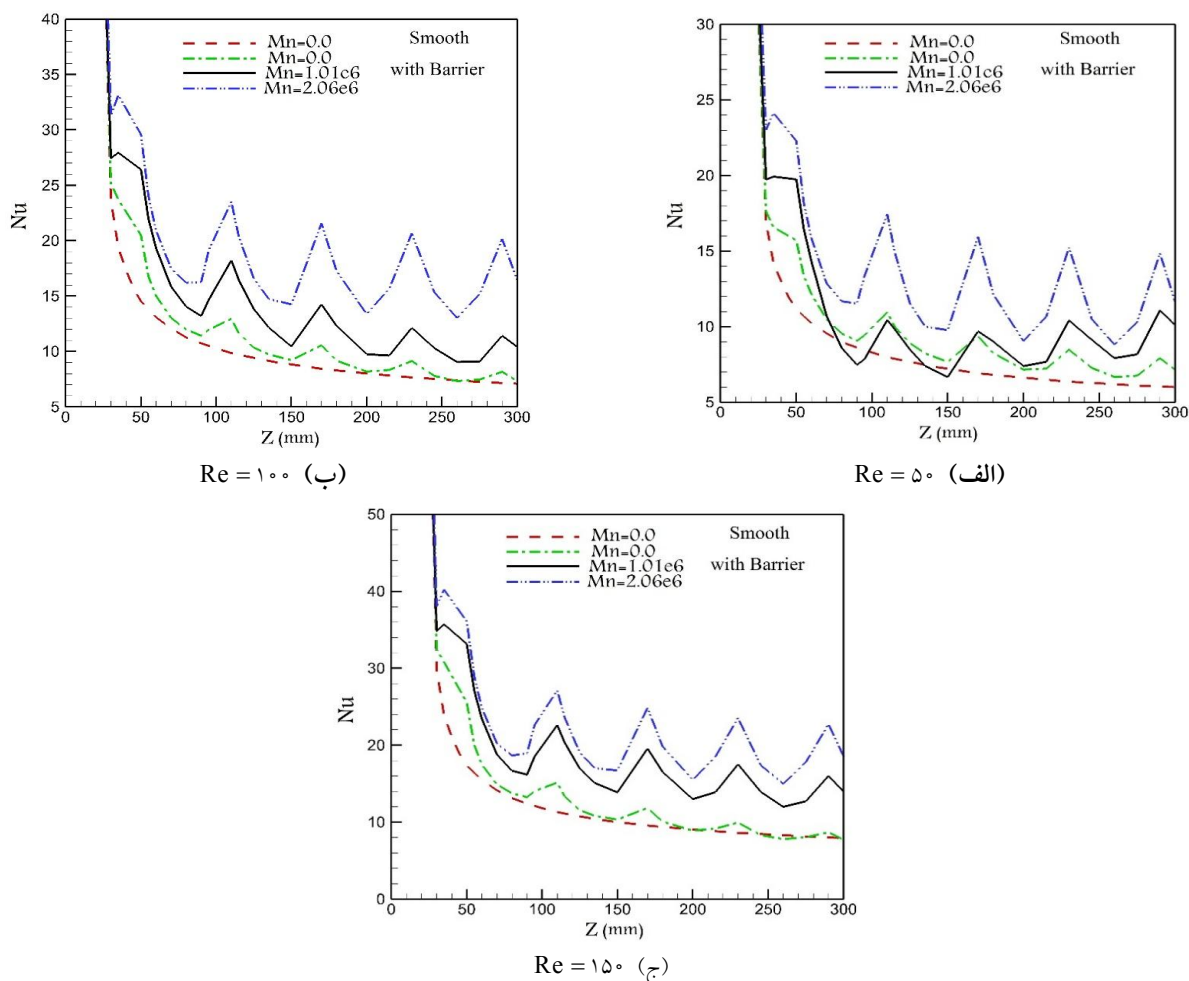 40
35
30
25
20
15
10
5
Nu
Mn=0.0
Mn=0.0
Mn=1.01c6
Mn=2.06e6
Smooth
with Barrier
0 50 100 150 200 250 300
Z (mm)
Re = ۱۰۰ (ب)
30
25
20
15
10
5
Nu
Mn=0.0
Mn=0.0
Mn=1.01c6
Mn=2.06e6
Smooth
with Barrier
0 50 100 150 200 250 300
Z (mm)
Re = ۵۰ (الف)
50
40
30
20
10
0
Nu
Mn=0.0
Mn=0.0
Mn=1.01e6
Mn=2.06e6
Smooth
with Barrier
0 50 100 150 200 250 300
Z (mm)
Re = ۱۵۰ (ج)